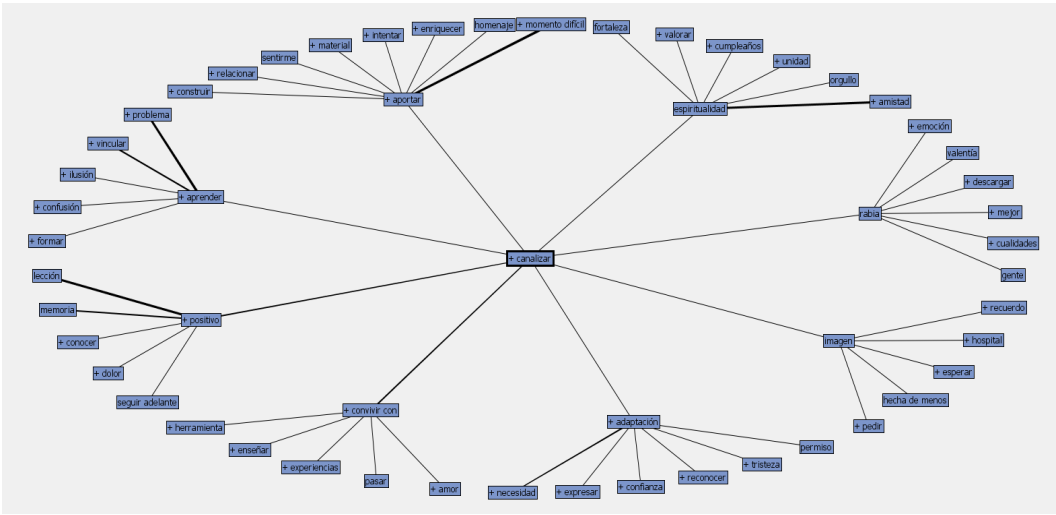 + canalizar
+ aportar
+ construir
+ relacionar
sentirme
+ material
+ intentar
+ enriquecer
homenaje
+ momento difícil
espiritualidad
fortaleza
+ valorar
+ cumpleaños
+ unidad
orgullo
+ amistad
rabia
+ emoción
valentía
+ descargar
+ mejor
+ cualidades
gente
imagen
+ recuerdo
+ hospital
+ esperar
hecha de menos
+ pedir
+ adaptación
permiso
+ tristeza
+ reconocer
+ confianza
+ expresar
+ necesidad
+ convivir con
+ amor
pasar
+ experiencias
+ enseñar
+ herramienta
+ positivo
seguir adelante
+ dolor
+ conocer
memoria
lección
+ aprender
+ formar
+ confusión
+ ilusión
+ vincular
+ problema